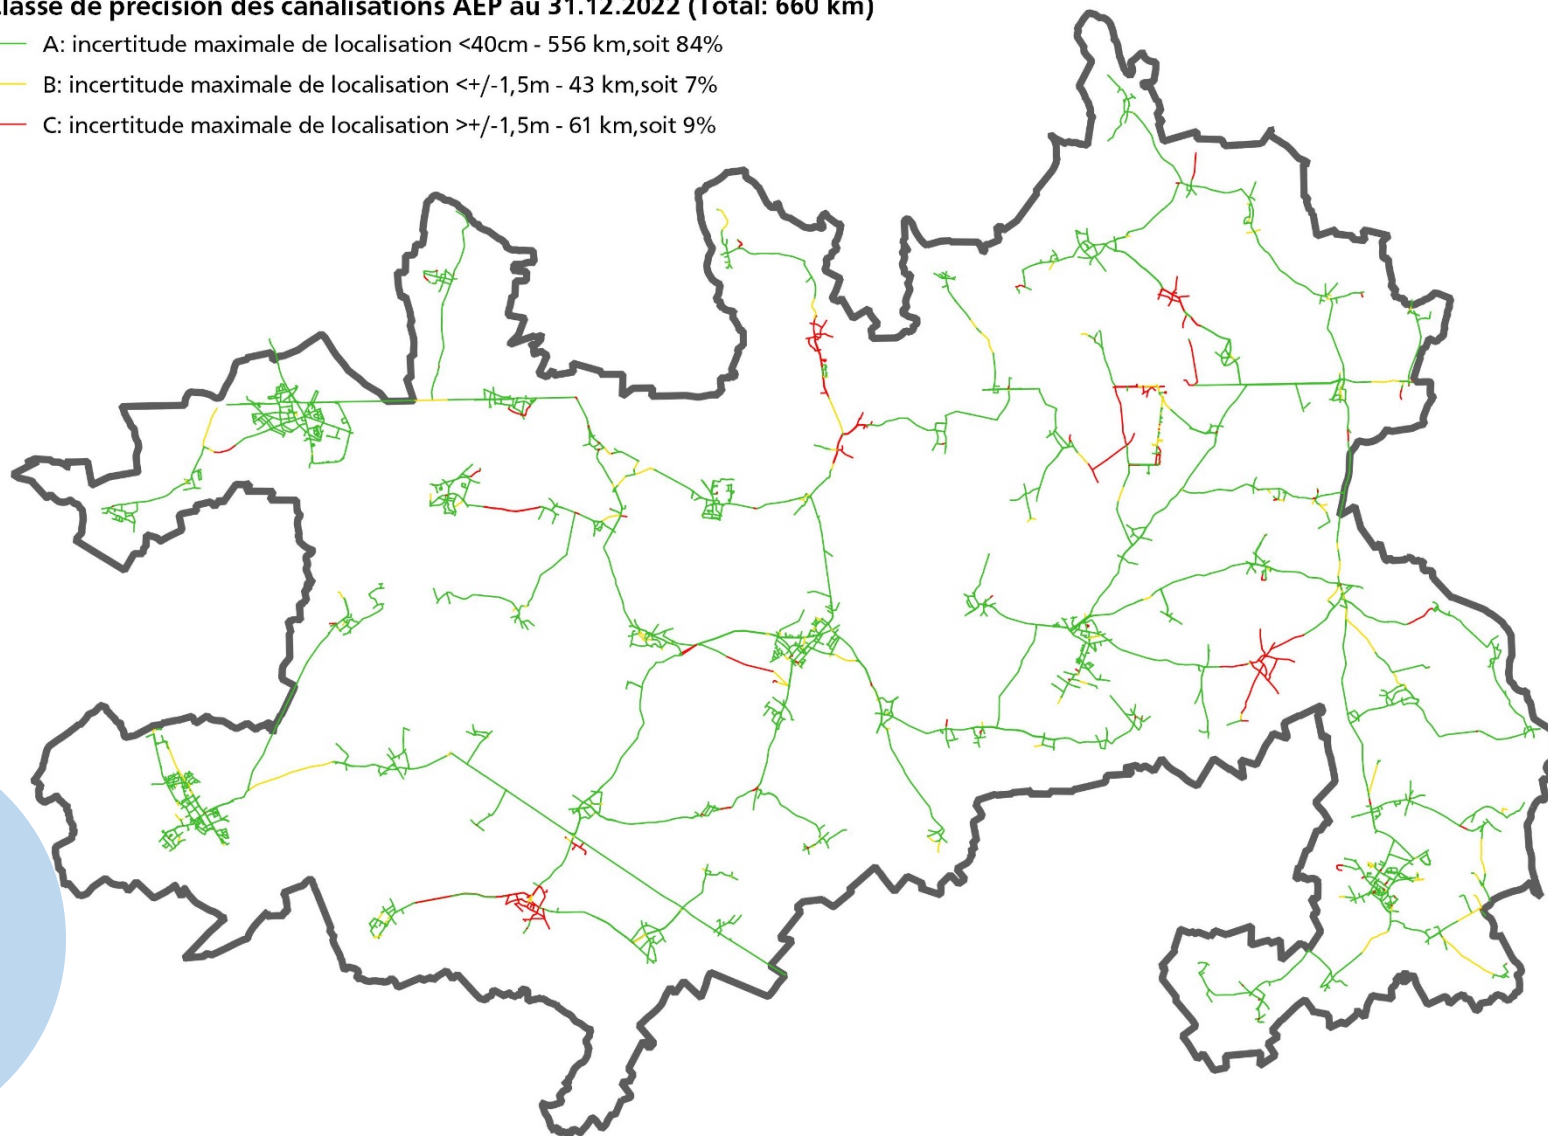 lasse de précision des canalisations AEP au 31.12.2022 (Total: 660 km)
A: incertitude maximale de localisation <40cm - 556 km,soit 84%
B: incertitude maximale de localisation <+/-1,5m - 43 km,soit 7%
C: incertitude maximale de localisation >+/-1,5m - 61 km,soit 9%